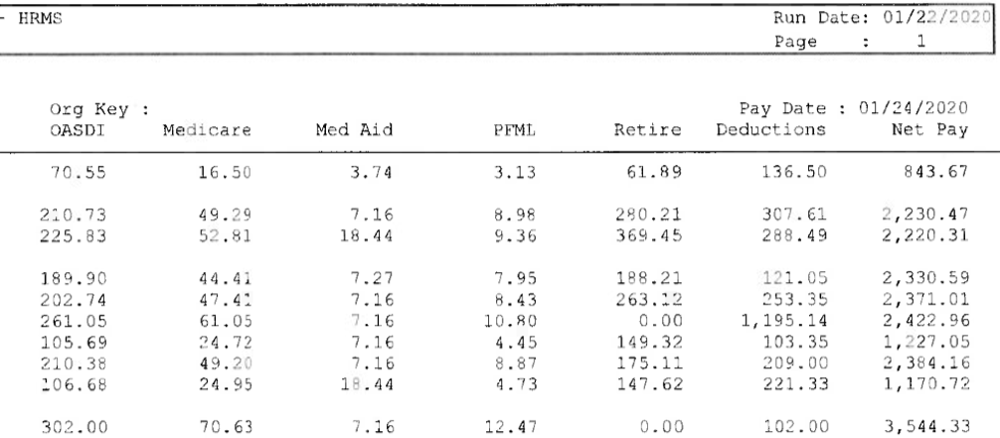 - HRMS Run Date: 01/22/2020
Page : 1
Org Key : Pay Date : 01/24/2020
OASDI Medicare Med Aid PFML Retire Deductions Net Pay
70.55 16.50 3.74 3.13 61.89 136.50 843.67
210.73 49.29 7.16 8.98 280.21 307.61 2,230.47
225.83 52.81 18.44 9.36 369.45 288.49 2,220.31
189.90 44.41 7.27 7.95 188.21 121.05 2,330.59
202.74 47.41 7.16 8.43 263.12 253.35 2,371.01
261.05 61.05 7.16 10.80 0.00 1,195.14 2,422.96
105.69 24.72 7.16 4.45 149.32 103.35 1,227.05
210.38 49.20 7.16 8.87 175.11 209.00 2,384.16
106.68 24.95 18.44 4.73 147.62 221.33 1,170.72
302.00 70.63 7.16 12.47 0.00 102.00 3,544.33